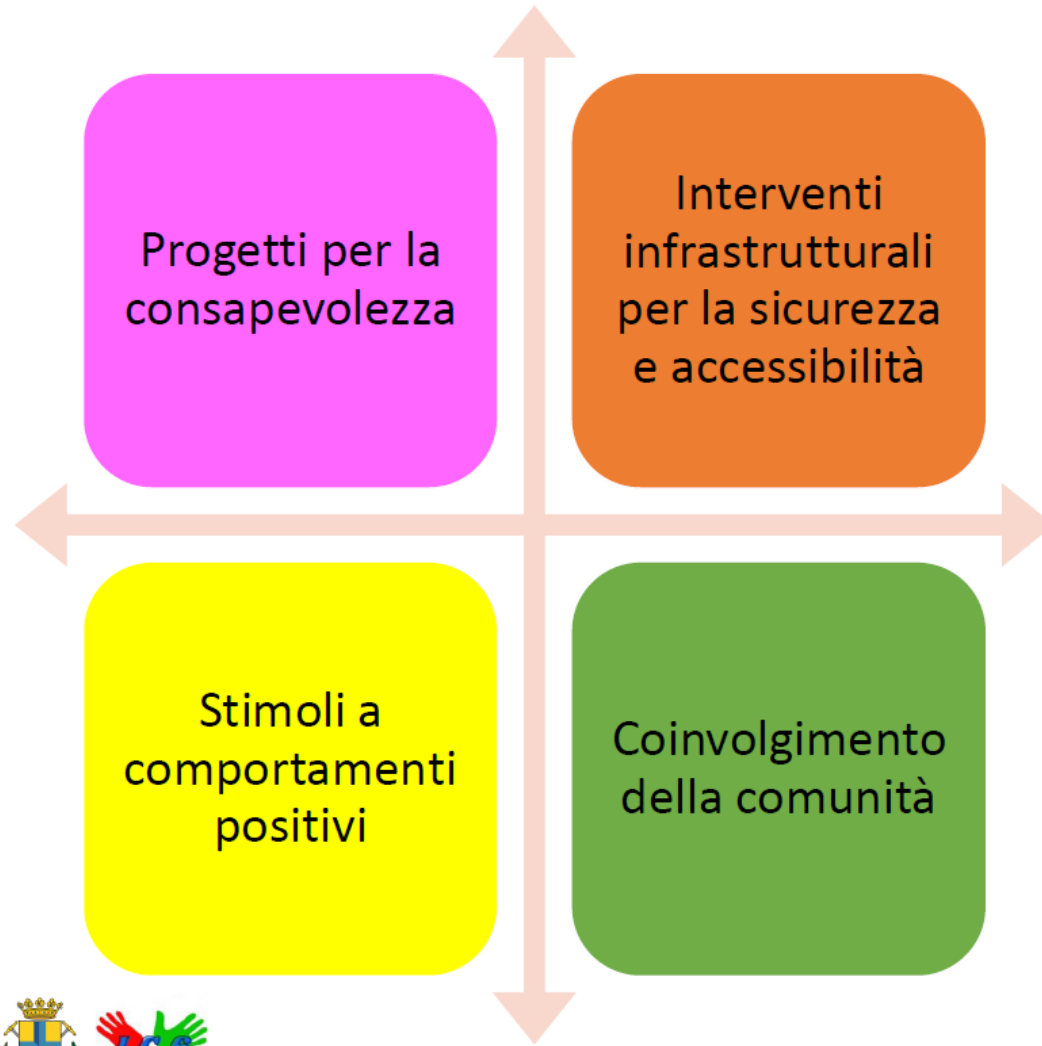 Progetti per la
consapevolezza
Interventi
infrastrutturali
per la sicurezza
e accessibilità
Stimoli a
comportamenti
positivi
Coinvolgimento
della comunità